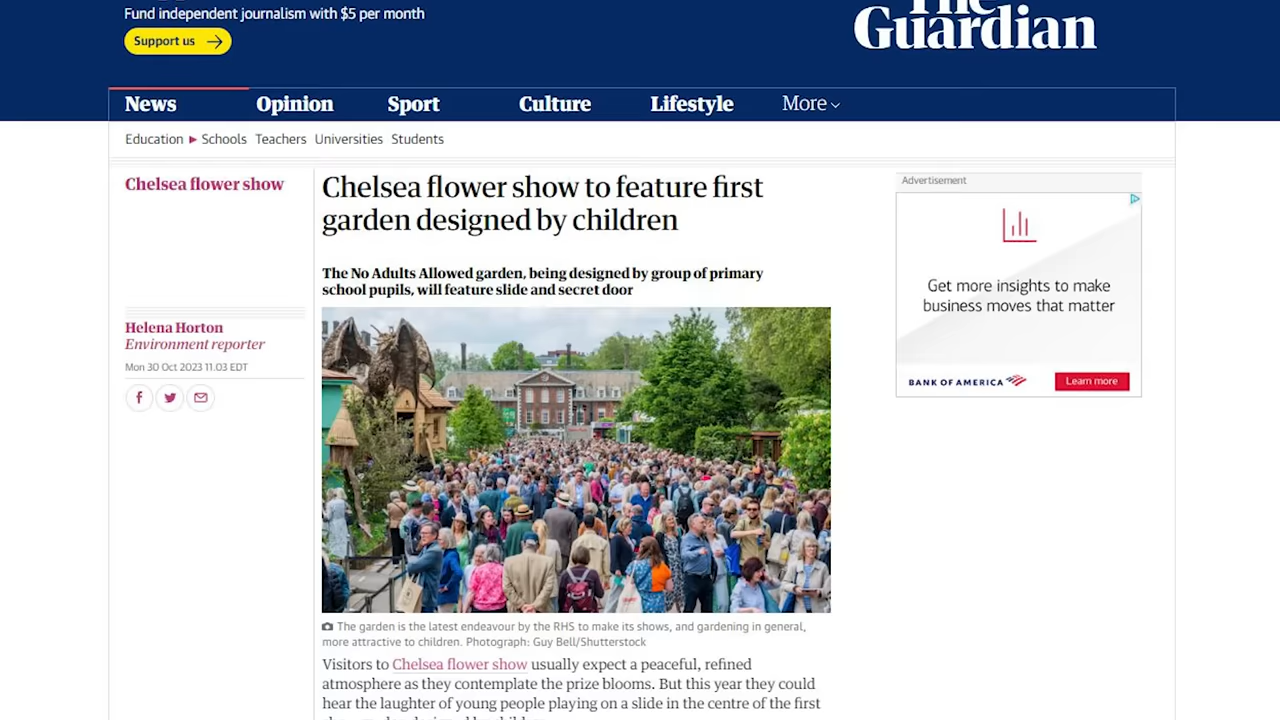 Fund independent journalism with $5 per month
Support us
The
Guardian
News Opinion Sport Culture Lifestyle More
Education Schools Teachers Universities Students
Chelsea flower show
Chelsea flower show to feature first
garden designed by children
The No Adults Allowed garden, being designed by group of primary
school pupils, will feature slide and secret door
Helena Horton
Environment reporter
Mon 30 Oct 2023 11.03 EDT
Advertisement
Get more insights to make
business moves that matter
BANK OF AMERICA
Learn more
The garden is the latest endeavour by the RHS to make its shows, and gardening in general,
more attractive to children. Photograph: Guy Bell/Shutterstock
Visitors to Chelsea flower show usually expect a peaceful, refined
atmosphere as they contemplate the prize blooms. But this year they could
hear the laughter of young people playing on a slide in the centre of the first